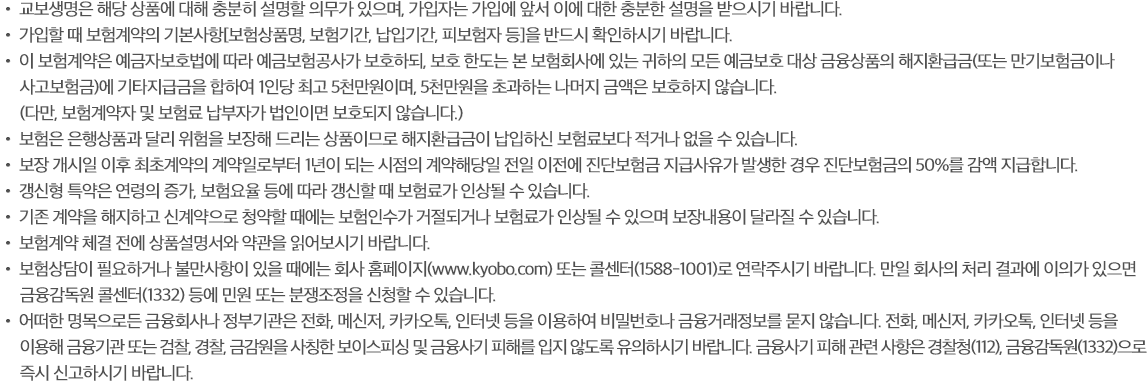 • 교보생명은 해당 상품에 대해 충분히 설명할 의무가 있으며, 가입자는 가입에 앞서 이에 대한 충분한 설명을 받으시기 바랍니다.
• 가입할 때 보험계약의 기본사항[보험상품명, 보험기간, 납입기간, 피보험자 등]을 반드시 확인하시기 바랍니다.
• 이 보험계약은 예금자보호법에 따라 예금보험공사가 보호하되, 보호 한도는 본 보험회사에 있는 귀하의 모든 예금보호 대상 금융상품의 해지환급금(또는 만기보험금이나
사고보험금)에 기타지급금을 합하여 1인당 최고 5천만원이며, 5천만원을 초과하는 나머지 금액은 보호하지 않습니다.
(다만, 보험계약자 및 보험료 납부자가 법인이면 보호되지 않습니다.)
• 보험은 은행상품과 달리 위험을 보장해 드리는 상품이므로 해지환급금이 납입하신 보험료보다 적거나 없을 수 있습니다.
• 보장 개시일 이후 최초계약의 계약일로부터 1년이 되는 시점의 계약해당일 전일 이전에 진단보험금 지급사유가 발생한 경우 진단보험금의 50%를 감액 지급합니다.
• 갱신형 특약은 연령의 증가, 보험요율 등에 따라 갱신할 때 보험료가 인상될 수 있습니다.
• 기존 계약을 해지하고 신계약으로 청약할 때에는 보험인수가 거절되거나 보험료가 인상될 수 있으며 보장내용이 달라질 수 있습니다.
• 보험계약 체결 전에 상품설명서와 약관을 읽어보시기 바랍니다.
• 보험상담이 필요하거나 불만사항이 있을 때에는 회사 홈페이지(www.kyobo.com) 또는 콜센터(1588-1001)로 연락주시기 바랍니다. 만일 회사의 처리 결과에 이의가 있으면
금융감독원 콜센터(1332) 등에 민원 또는 분쟁조정을 신청할 수 있습니다.
• 어떠한 명목으로든 금융회사나 정부기관은 전화, 메신저, 카카오톡, 인터넷 등을 이용하여 비밀번호나 금융거래정보를 묻지 않습니다. 전화, 메신저, 카카오톡, 인터넷 등을
이용해 금융기관 또는 검찰, 경찰, 금감원을 사칭한 보이스피싱 및 금융사기 피해를 입지 않도록 유의하시기 바랍니다. 금융사기 피해 관련 사항은 경찰청(112), 금융감독원(1332)으로
즉시 신고하시기 바랍니다.